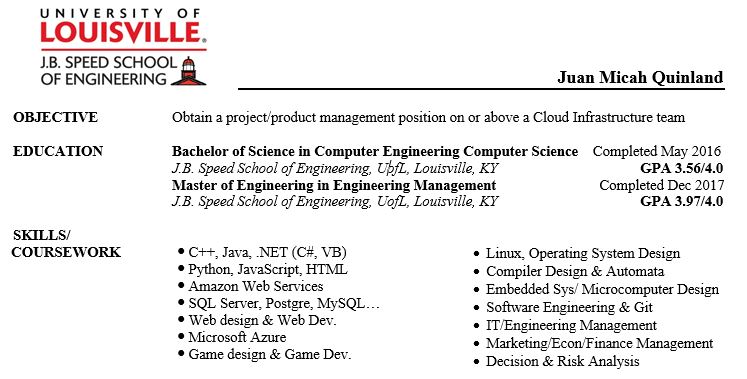 UNIVERSITY OF
LOUISVILLE.
J.B. SPEED SCHOOL
OF ENGINEERING
Juan Micah Quinland
OBJECTIVE Obtain a project/product management position on or above a Cloud Infrastructure team
EDUCATION Bachelor of Science in Computer Engineering Computer Science Completed May 2016
J.B. Speed School of Engineering, UofL, Louisville, KY GPA 3.56/4.0
Master of Engineering in Engineering Management Completed Dec 2017
J.B. Speed School of Engineering, UofL, Louisville, KY GPA 3.97/4.0
SKILLS/
COURSEWORK
• C++, Java, .NET (C#, VB)
• Python, JavaScript, HTML
• Amazon Web Services
• SQL Server, Postgre, MySQL…
• Web design & Web Dev.
• Microsoft Azure
• Game design & Game Dev.
• Linux, Operating System Design
• Compiler Design & Automata
• Embedded Sys/ Microcomputer Design
• Software Engineering & Git
• IT/Engineering Management
• Marketing/Econ/Finance Management
• Decision & Risk Analysis